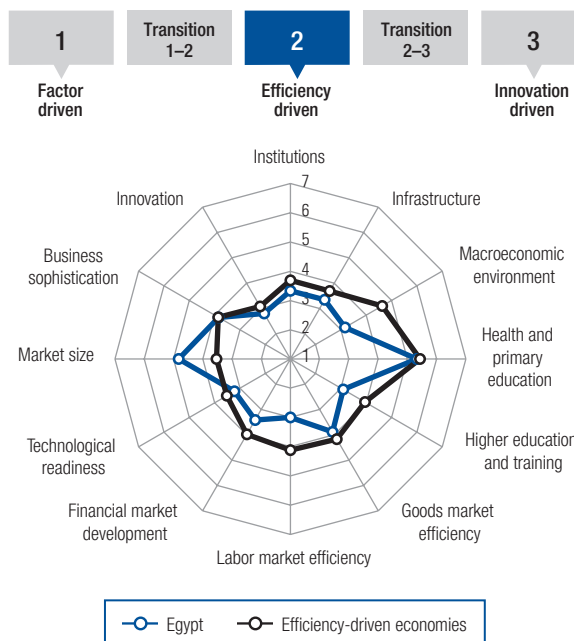 1
Transition
1–2
2
Transition
2–3
3
Factor
driven
Efficiency
driven
Innovation
driven
Institutions
7
Innovation
Infrastructure
6
5
Business
sophistication
Macroeconomic
environment
4
3
2
Market size
1
Health and
primary
education
Technological
readiness
Higher education
and training
Financial market
development
Goods market
efficiency
Labor market efficiency
Egypt
Efficiency-driven economies